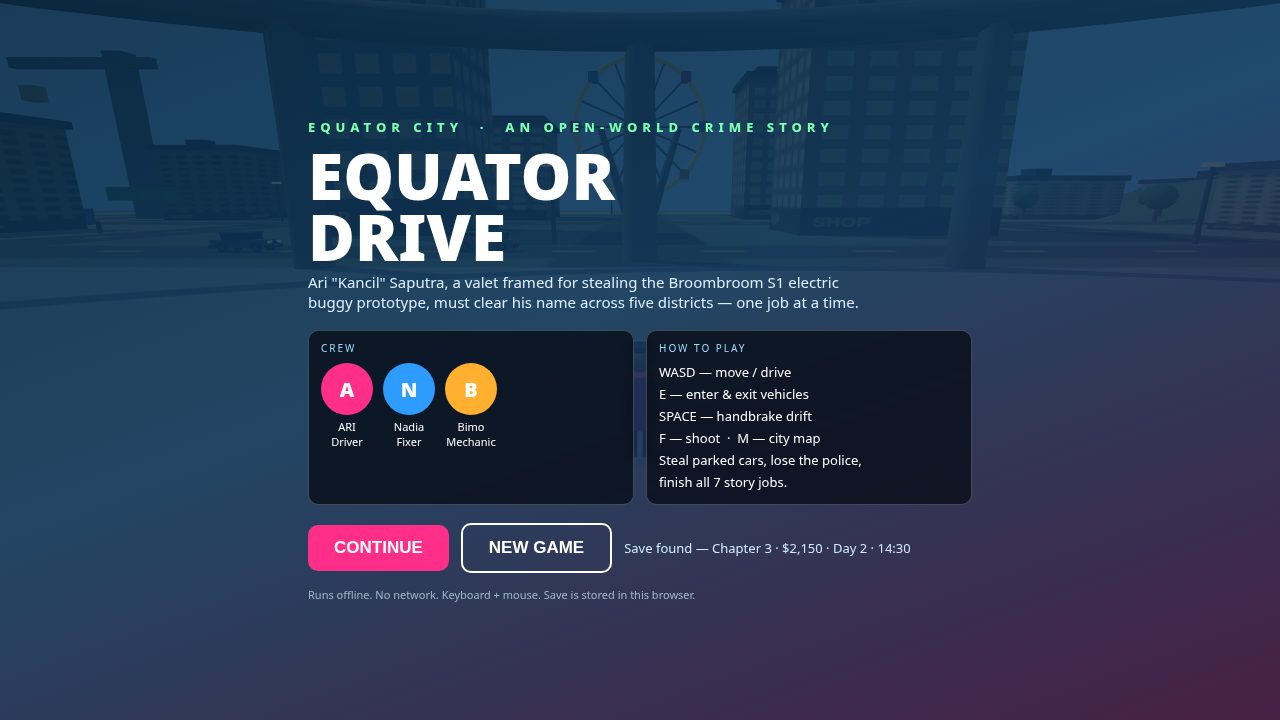 EQUATOR CITY · AN OPEN-WORLD CRIME STORY
EQUATOR
DRIVE
Ari "Kancil" Saputra, a valet framed for stealing the Broombroom S1 electric
buggy prototype, must clear his name across five districts — one job at a time.
CREW
A
N
B
ARI
Driver
Nadia
Fixer
Bimo
Mechanic
HOW TO PLAY
WASD — move / drive
E — enter & exit vehicles
SPACE — handbrake drift
F — shoot · M — city map
Steal parked cars, lose the police,
finish all 7 story jobs.
CONTINUE
NEW GAME
Save found — Chapter 3 · $2,150 · Day 2 · 14:30
Runs offline. No network. Keyboard + mouse. Save is stored in this browser.
SHOP